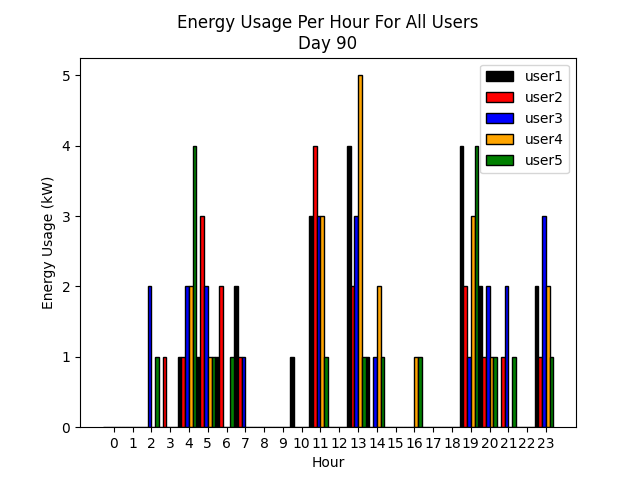 Energy Usage Per Hour For All Users
Day 90
user1
user2
user3
user4
user5
Energy Usage (kW)
5
4
3
2
1
0
0 1 2 3 4 5 6 7 8 9 10 11 12 13 14 15 16 17 18 19 20 21 22 23
Hour